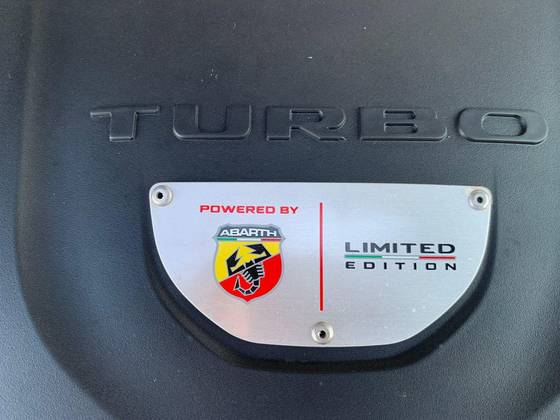 TURBO
POWERED BY
ABARTH
LIMITED
EDITION